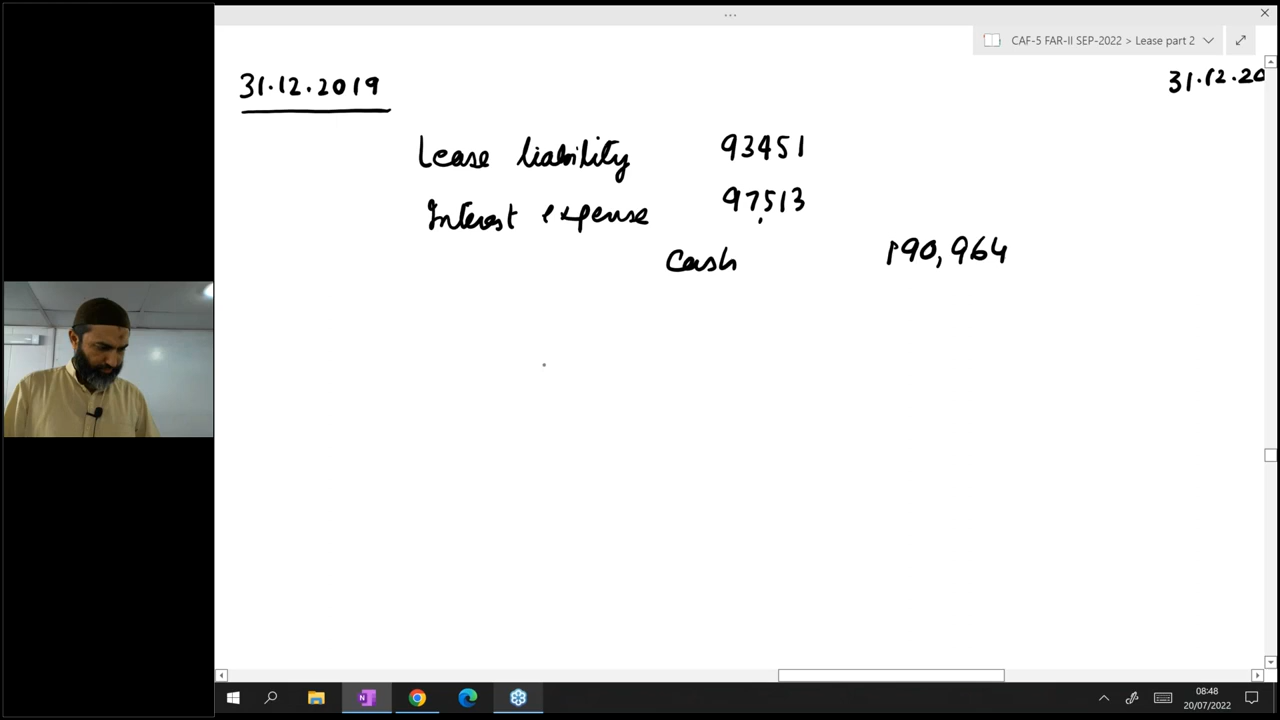 CAF-5 FAR-II SEP-2022 > Lease part 2
31.12.2019
31.12.20
Lease liability 93451
Interest expense 97513
Cash 190,964
08:48
20/07/2022